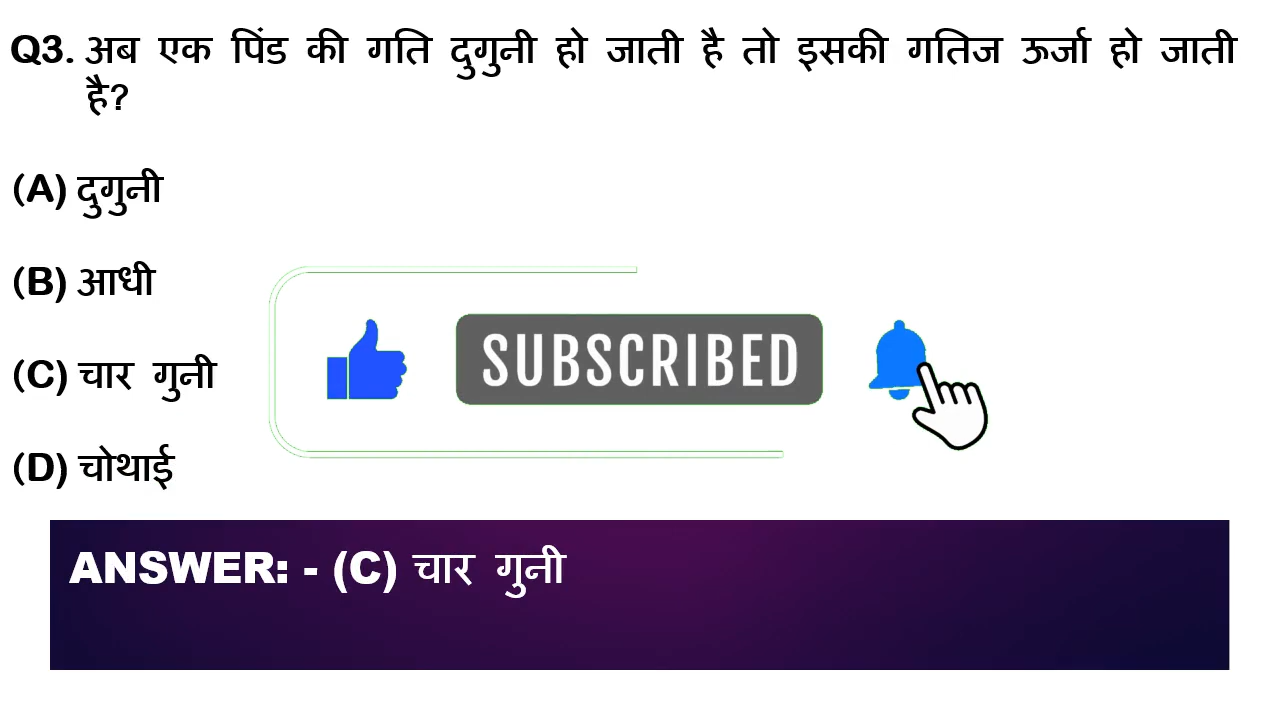 Q3. अब एक पिंड की गति दुगुनी हो जाती है तो इसकी गतिज ऊर्जा हो जाती
है?
(A) दुगुनी
(B) आधी
(C) चार गुनी
(D) चोथाई
SUBSCRIBED
ANSWER: - (C) चार गुनी